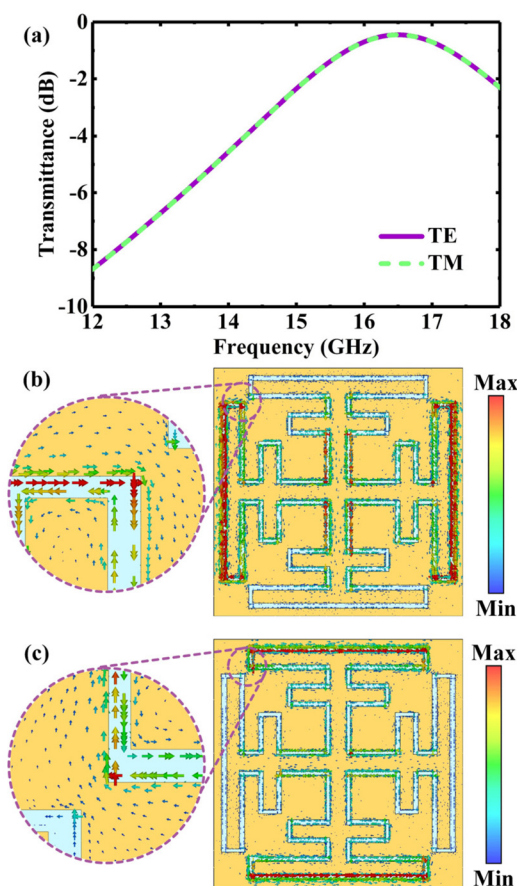 (a)
0
-2
-4
-6
-8
-10
Transmittance (dB)
TE
TM
12 13 14 15 16 17 18
Frequency (GHz)
(b)
Max
Min
(c)
Max
Min